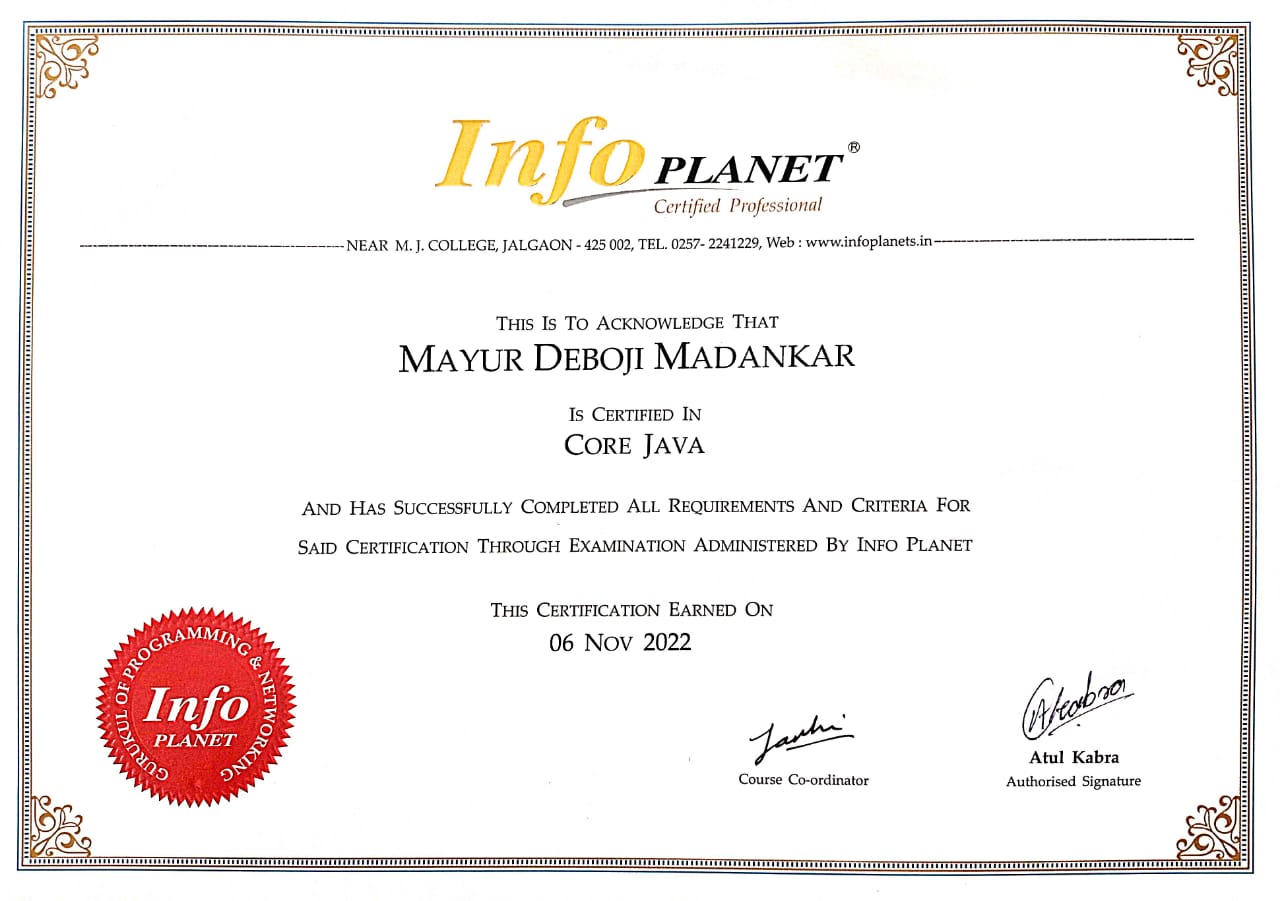 Info PLANET®
Certified Professional
NEAR M. J. COLLEGE, JALGAON - 425 002, TEL. 0257- 2241229, Web : www.infoplanets.in
THIS IS TO ACKNOWLEDGE THAT
MAYUR DEBOJI MADANKAR
IS CERTIFIED IN
CORE JAVA
AND HAS SUCCESSFULLY COMPLETED ALL REQUIREMENTS AND CRITERIA FOR
SAID CERTIFICATION THROUGH EXAMINATION ADMINISTERED BY INFO PLANET
THIS CERTIFICATION EARNED ON
06 NOV 2022
GURUKUL OF PROGRAMMING & NETWORKING
Info
PLANET
Course Co-ordinator
Atul Kabra
Authorised Signature